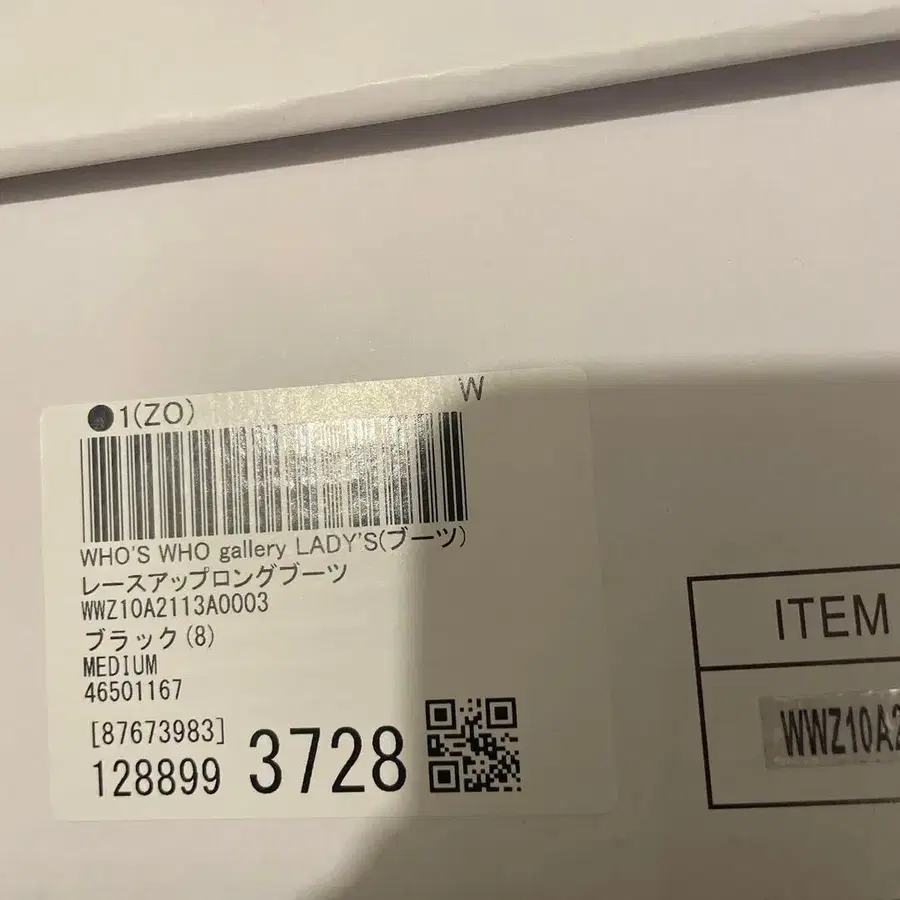 ●1(ZO)
W
WHO'S WHO gallery LADY'S(ブーツ)
レースアップロングブーツ
WWZ10A2113A0003
ブラック(8)
MEDIUM
46501167
[87673983]
128899 3728
ITEM
WWZ10A2